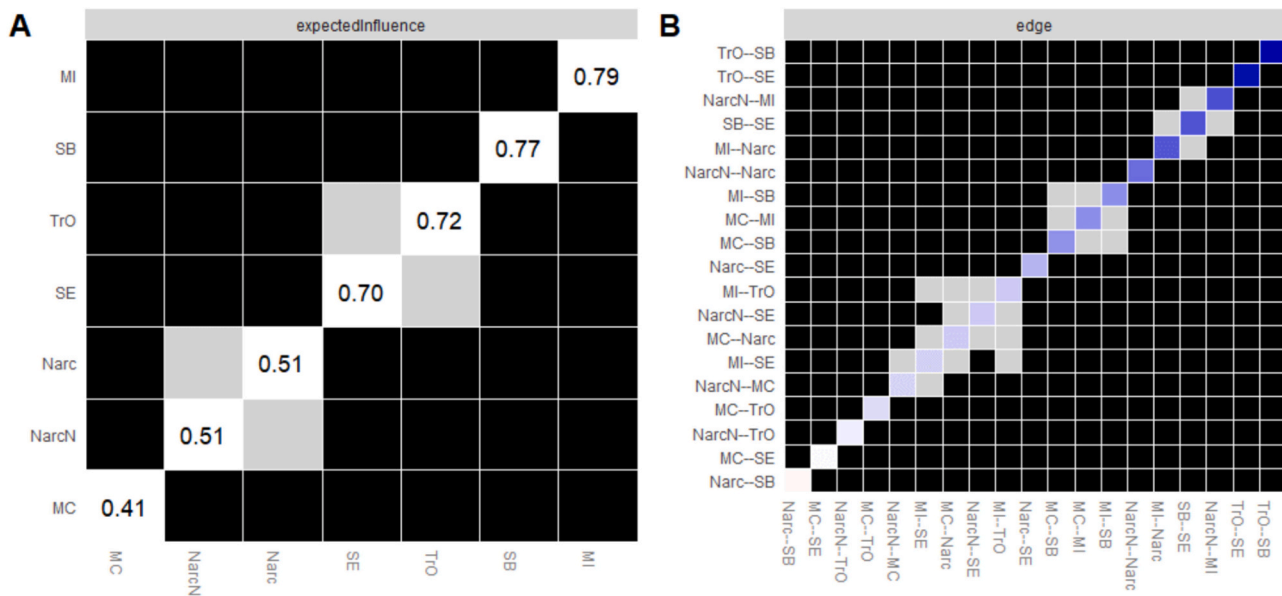 A
expectedInfluence
MI
0.79
SB
0.77
TrO
0.72
SE
0.70
Narc
0.51
NarcN
0.51
MC
0.41
MC
NarcN
Narc
SE
TrO
SB
MI
B
edge
TrO--SB
TrO--SE
NarcN--MI
SB--SE
MI--Narc
NarcN--Narc
MI--SB
MC--MI
MC--SB
Narc--SE
MI--TrO
NarcN--SE
MC--Narc
MI--SE
NarcN--MC
MC--TrO
NarcN--TrO
MC--SE
Narc--SB
Narc--SB
MC--SE
NarcN--TrO
MC--TrO
NarcN--MC
MI--SE
MC--Narc
NarcN--SE
MI--TrO
Narc--SE
MC--SB
MC--MI
MI--SB
NarcN--Narc
MI--Narc
SB--SE
NarcN--MI
TrO--SE
TrO--SB